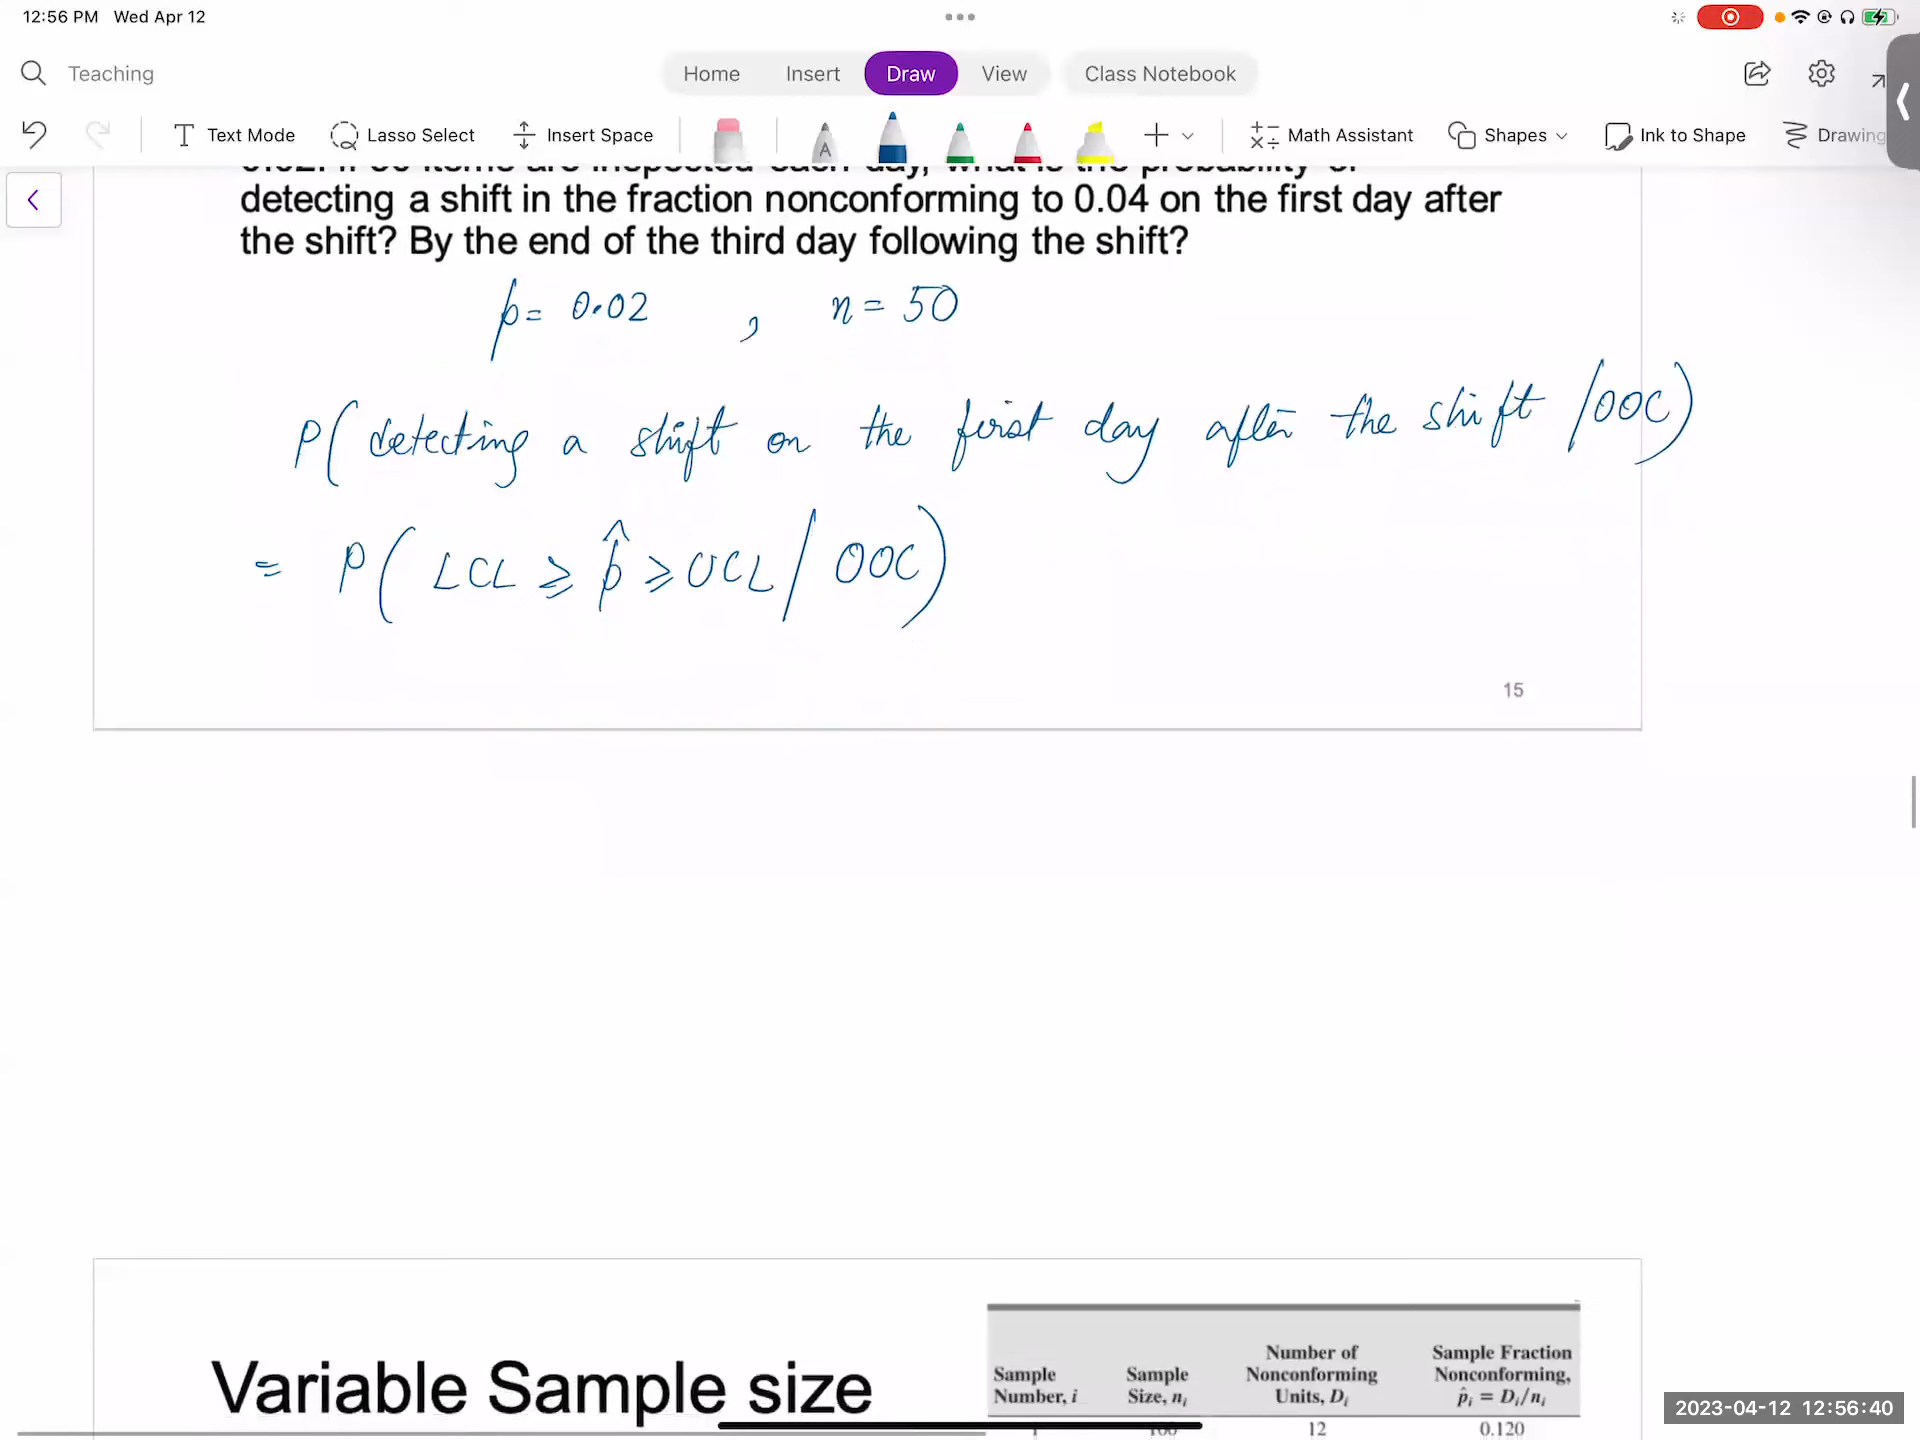 12:56 PM Wed Apr 12
Teaching
Home Insert Draw View Class Notebook
Text Mode Lasso Select Insert Space A Math Assistant Shapes Ink to Shape Drawing
detecting a shift in the fraction nonconforming to 0.04 on the first day after
the shift? By the end of the third day following the shift?
p = 0.02 , n = 50
P( detecting a shift on the first day after the shift /OOC)
= P( LCL ≥ p̂ ≥ UCL / OOC)
15
Variable Sample size
Sample Number, i
Sample Size, nᵢ
Number of Nonconforming Units, Dᵢ
Sample Fraction Nonconforming, p̂ᵢ = Dᵢ/nᵢ
12 0.120
2023-04-12 12:56:40